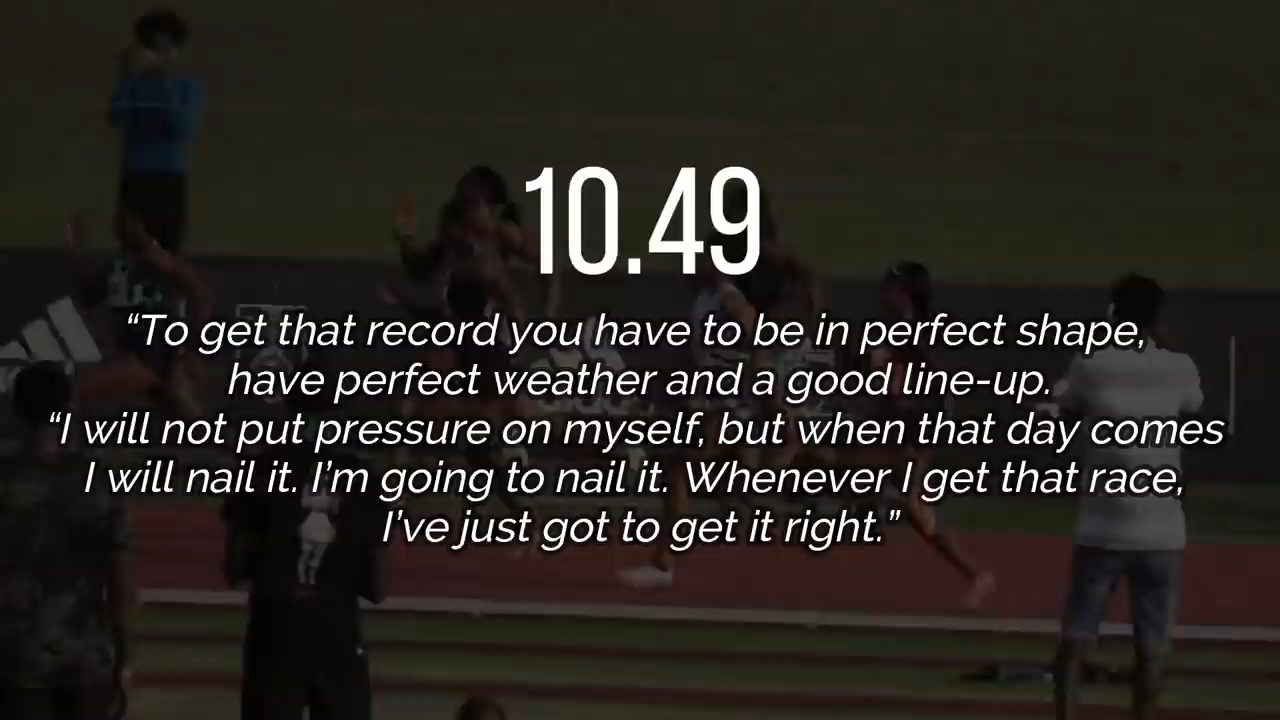 10.49
“To get that record you have to be in perfect shape,
have perfect weather and a good line-up.
“I will not put pressure on myself, but when that day comes
I will nail it. I’m going to nail it. Whenever I get that race,
I’ve just got to get it right.”